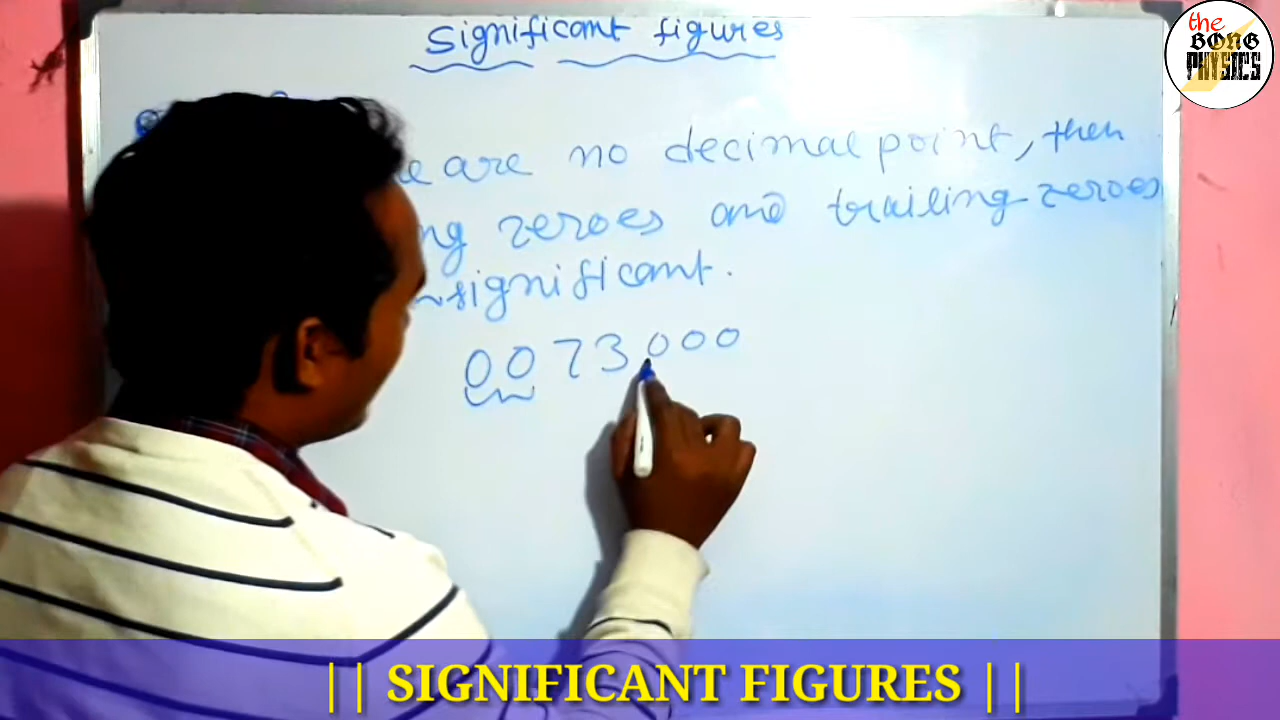 Significant figures
are no decimal point, then
zeroes and trailing zeroes
significant.
0073000
the
BONG
PHYSICS
|| SIGNIFICANT FIGURES ||